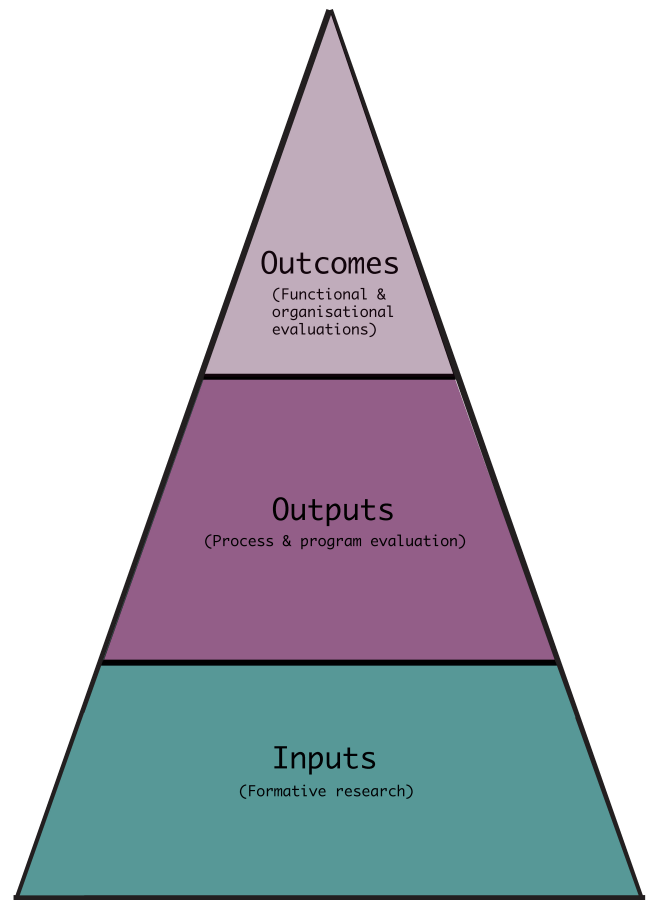 Outcomes
(Functional &
organisational
evaluations)
Outputs
(Process & program evaluation)
Inputs
(Formative research)